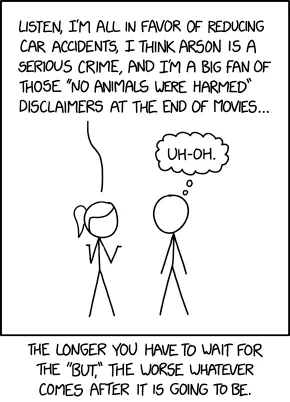 LISTEN, I'M ALL IN FAVOR OF REDUCING
CAR ACCIDENTS, I THINK ARSON IS A
SERIOUS CRIME, AND I'M A BIG FAN OF
THOSE "NO ANIMALS WERE HARMED"
DISCLAIMERS AT THE END OF MOVIES...
UH-OH.
THE LONGER YOU HAVE TO WAIT FOR
THE "BUT," THE WORSE WHATEVER
COMES AFTER IT IS GOING TO BE.